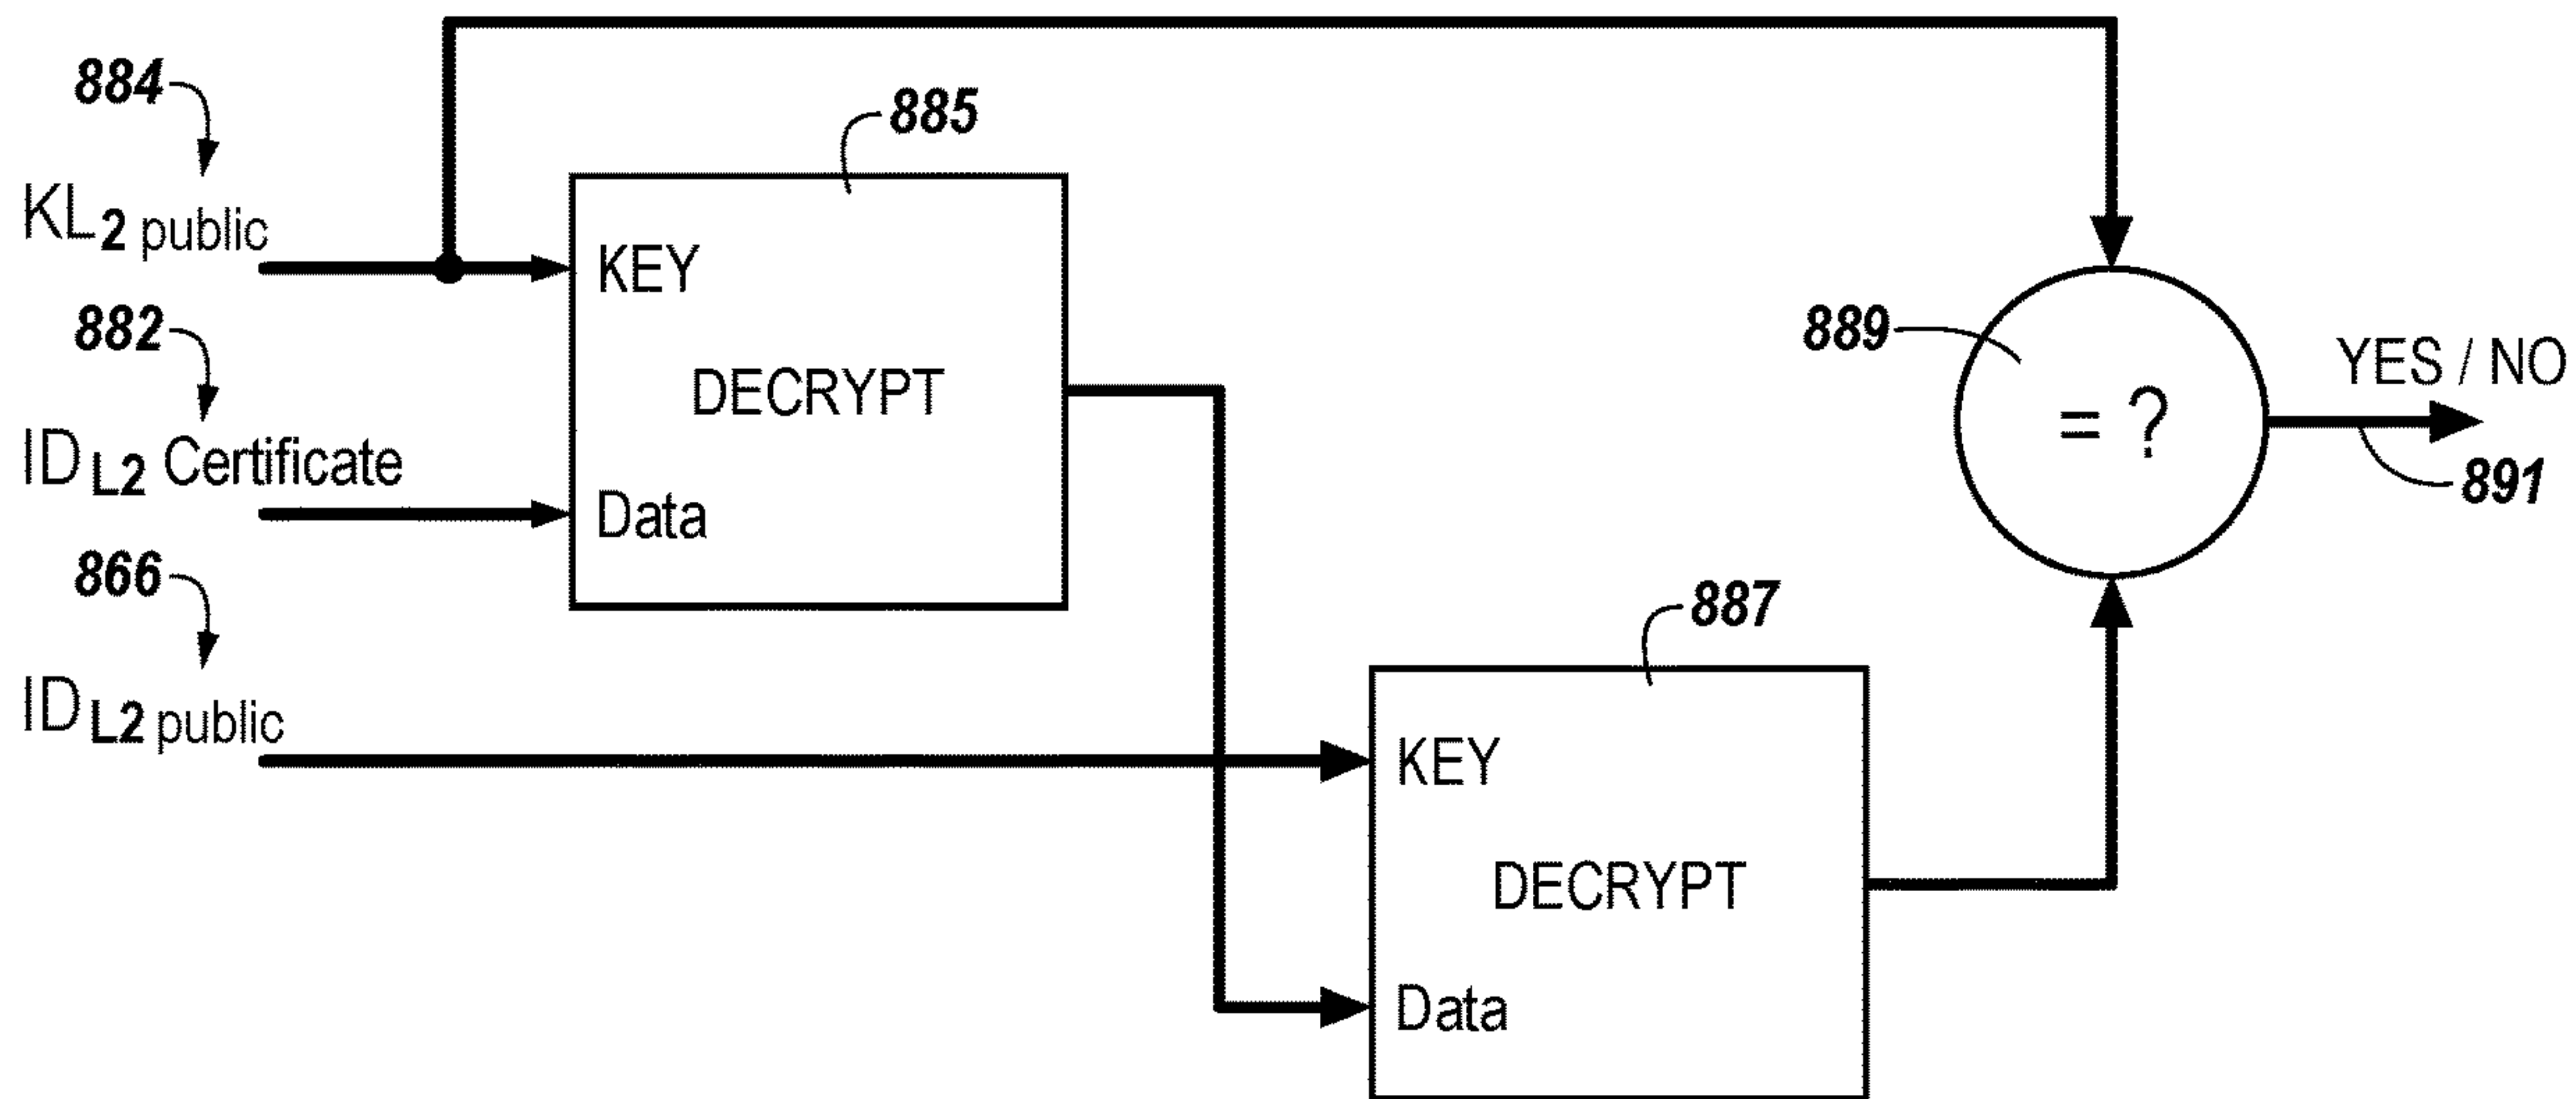 884
KL2 public
882
ID L2 Certificate
866
ID L2 public
885
KEY
DECRYPT
Data
887
KEY
DECRYPT
Data
889
= ?
YES / NO
891